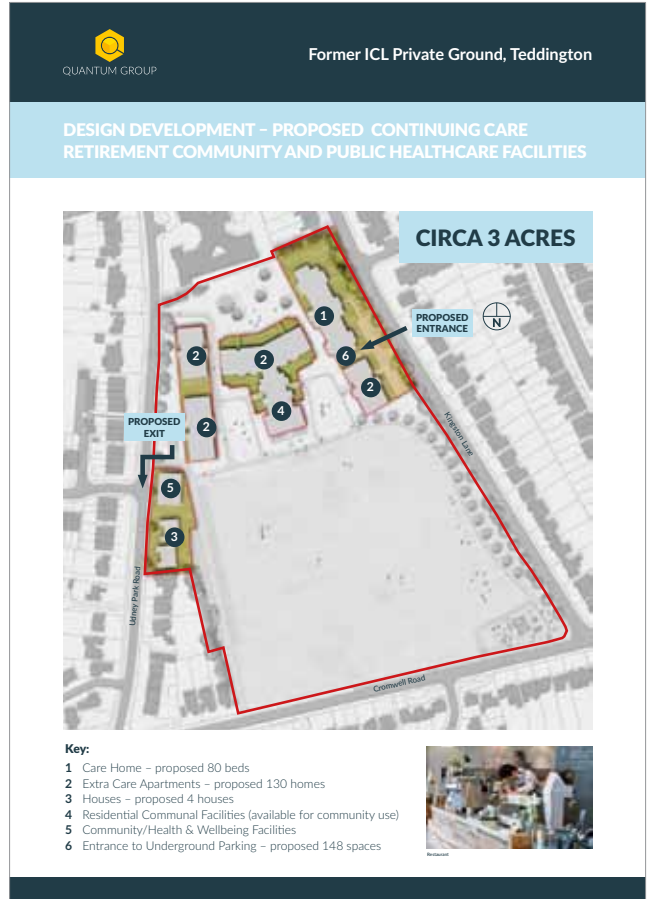 QUANTUM GROUP
Former ICL Private Ground, Teddington
DESIGN DEVELOPMENT – PROPOSED CONTINUING CARE
RETIREMENT COMMUNITY AND PUBLIC HEALTHCARE FACILITIES
CIRCA 3 ACRES
1
PROPOSED
ENTRANCE
N
2
2
6
2
4
PROPOSED
EXIT
2
Kingston Lane
5
3
Udney Park Road
Cromwell Road
Key:
1 Care Home – proposed 80 beds
2 Extra Care Apartments – proposed 130 homes
3 Houses – proposed 4 houses
4 Residential Communal Facilities (available for community use)
5 Community/Health & Wellbeing Facilities
6 Entrance to Underground Parking – proposed 148 spaces
Restaurant